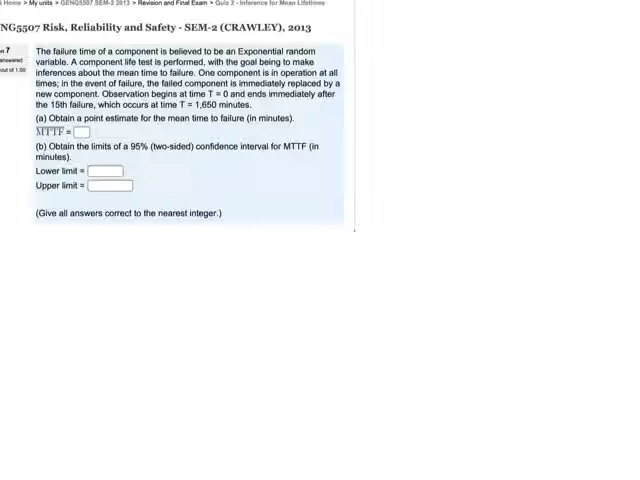 Home > My units > GENG5507 SEM-2 2013 > Revision and Final Exam > Quiz 2 - Inference for Mean Lifetimes
NG5507 Risk, Reliability and Safety - SEM-2 (CRAWLEY), 2013
n 7
answered
out of 1.00
The failure time of a component is believed to be an Exponential random
variable. A component life test is performed, with the goal being to make
inferences about the mean time to failure. One component is in operation at all
times; in the event of failure, the failed component is immediately replaced by a
new component. Observation begins at time T = 0 and ends immediately after
the 15th failure, which occurs at time T = 1,650 minutes.
(a) Obtain a point estimate for the mean time to failure (in minutes).
MTTF =
(b) Obtain the limits of a 95% (two-sided) confidence interval for MTTF (in
minutes).
Lower limit =
Upper limit =
(Give all answers correct to the nearest integer.)